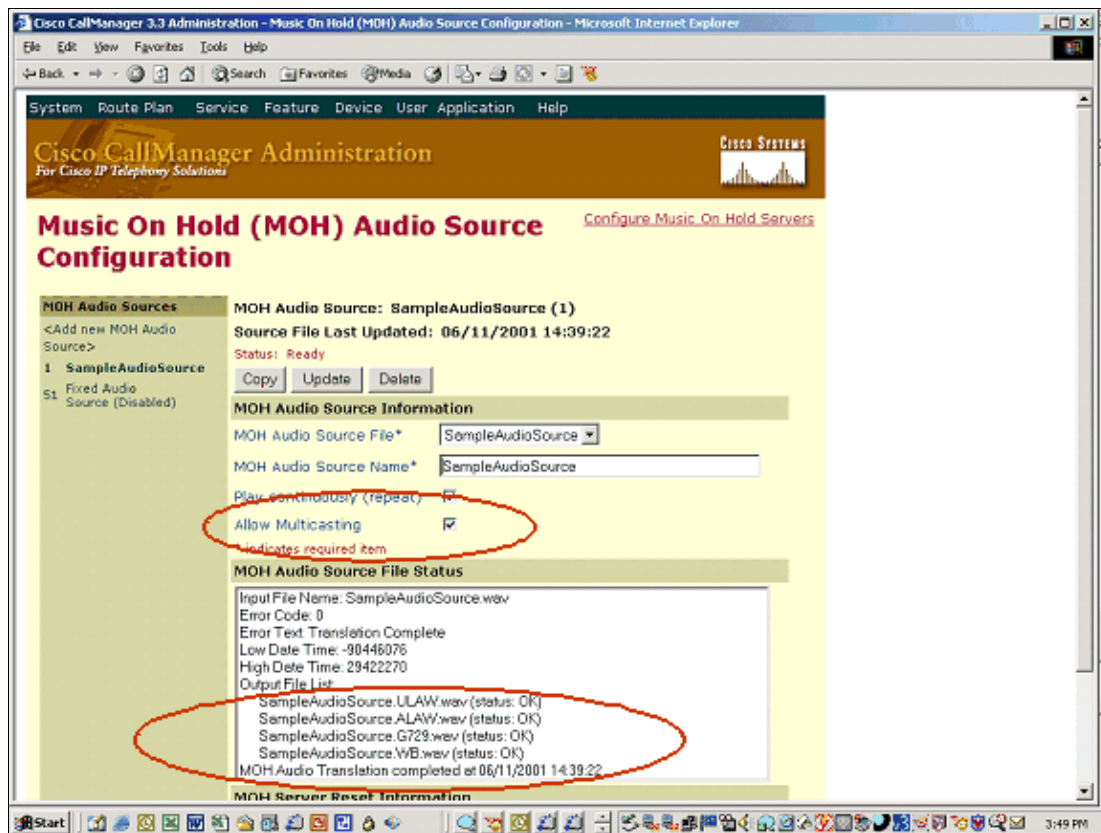 Cisco CallManager 3.3 Administration - Music On Hold (MOH) Audio Source Configuration - Microsoft Internet Explorer
File Edit View Favorites Tools Help
Back Search Favorites Media
System Route Plan Service Feature Device User Application Help
Cisco CallManager Administration
For Cisco IP Telephony Solutions
CISCO SYSTEMS
Music On Hold (MOH) Audio Source Configuration
Configure Music On Hold Servers
MOH Audio Sources
<Add new MOH Audio Source>
1 SampleAudioSource
51 Fixed Audio Source (Disabled)
MOH Audio Source: SampleAudioSource (1)
Source File Last Updated: 06/11/2001 14:39:22
Status: Ready
Copy Update Delete
MOH Audio Source Information
MOH Audio Source File* SampleAudioSource
MOH Audio Source Name* SampleAudioSource
Play continuously (repeat)
Allow Multicasting
* indicates required item
MOH Audio Source File Status
Input File Name: SampleAudioSource.wav
Error Code: 0
Error Text: Translation Complete
Low Date Time: -90446076
High Date Time: 29422270
Output File List:
SampleAudioSource.ULAW.wav (status: OK)
SampleAudioSource.ALAW.wav (status: OK)
SampleAudioSource.G729.wav (status: OK)
SampleAudioSource.WB.wav (status: OK)
MOH Audio Translation completed at 06/11/2001 14:39:22
MOH Server Reset Information
Start 3:49 PM